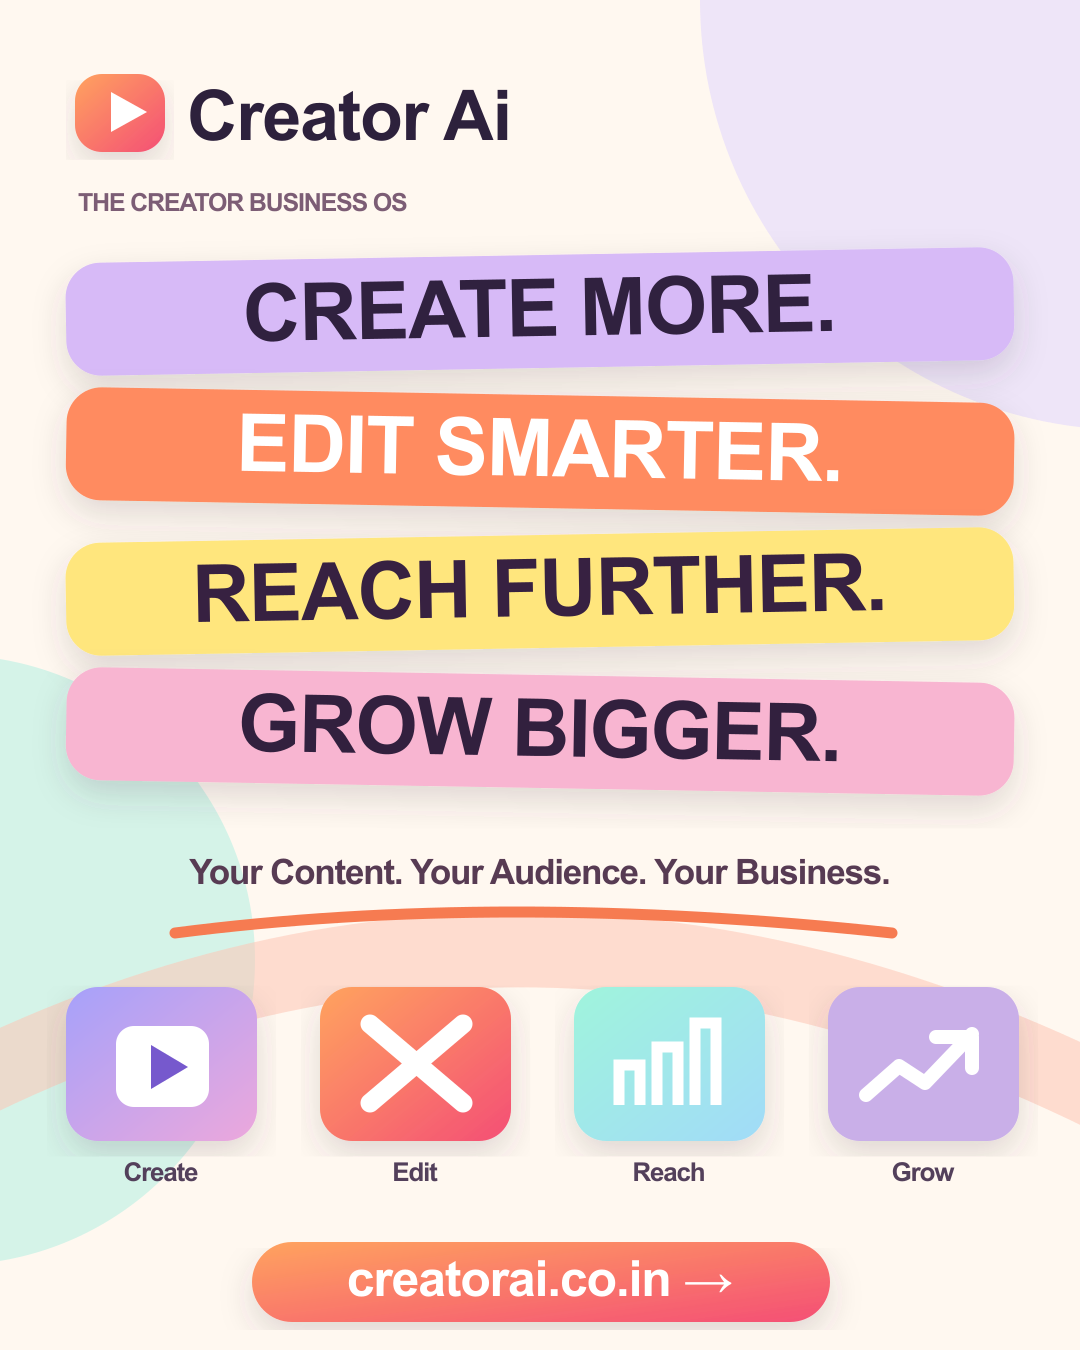 Creator Ai
THE CREATOR BUSINESS OS
CREATE MORE.
EDIT SMARTER.
REACH FURTHER.
GROW BIGGER.
Your Content. Your Audience. Your Business.
Create
Edit
Reach
Grow
creatorai.co.in →